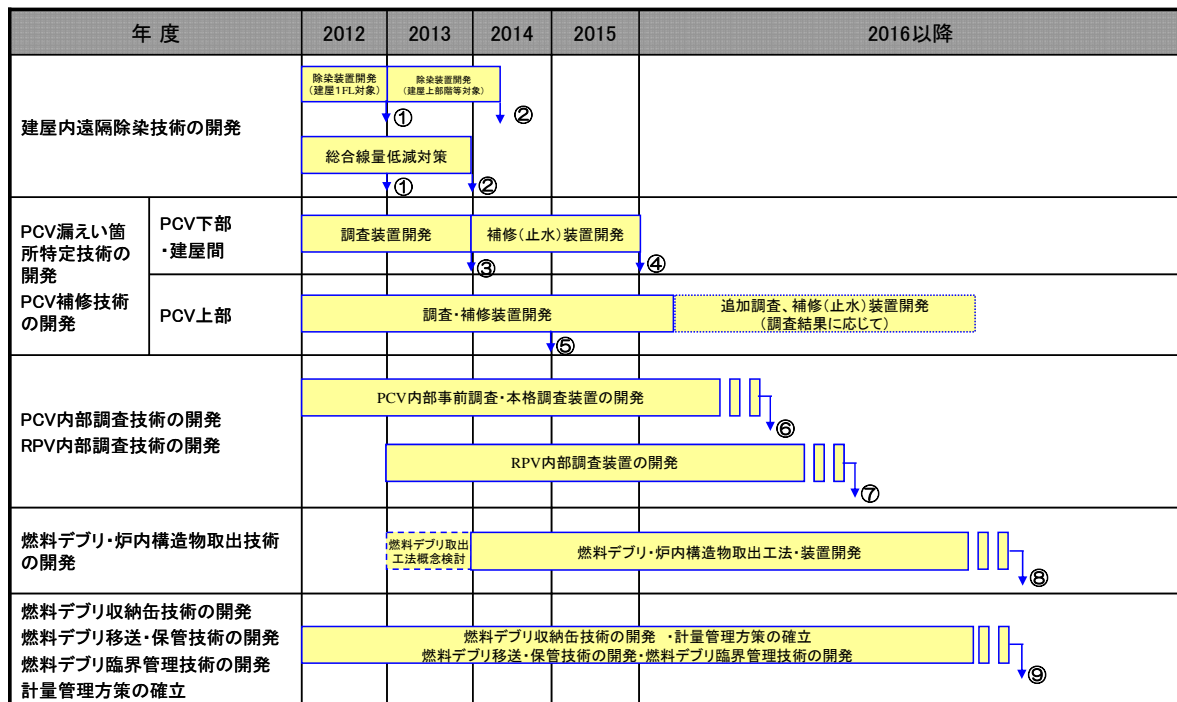 年 度
2012
2013
2014
2015
2016以降
建屋内遠隔除染技術の開発
除染装置開発
(建屋1FL対象)
除染装置開発
(建屋上部階等対象)
①
②
総合線量低減対策
①
②
PCV漏えい箇
所特定技術の
開発
PCV補修技術
の開発
PCV下部
・建屋間
調査装置開発
補修(止水)装置開発
③
④
PCV上部
調査・補修装置開発
追加調査、補修(止水)装置開発
(調査結果に応じて)
⑤
PCV内部調査技術の開発
RPV内部調査技術の開発
PCV内部事前調査・本格調査装置の開発
⑥
RPV内部調査装置の開発
⑦
燃料デブリ・炉内構造物取出技術
の開発
燃料デブリ取出
工法概念検討
燃料デブリ・炉内構造物取出工法・装置開発
⑧
燃料デブリ収納缶技術の開発
燃料デブリ移送・保管技術の開発
燃料デブリ臨界管理技術の開発
計量管理方策の確立
燃料デブリ収納缶技術の開発 ・計量管理方策の確立
燃料デブリ移送・保管技術の開発・燃料デブリ臨界管理技術の開発
⑨